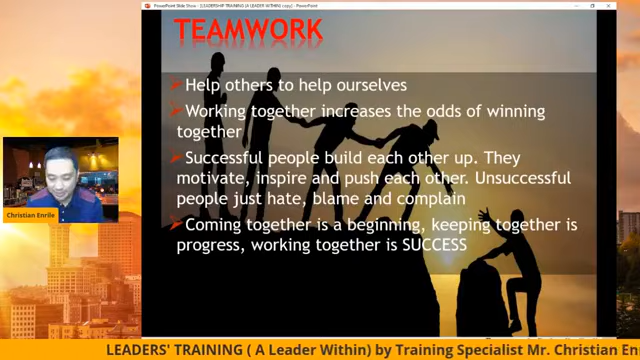 PowerPoint Slide Show - [LEADERSHIP TRAINING (A LEADER WITHIN) (copy) - PowerPoint
TEAMWORK
Help others to help ourselves
Working together increases the odds of winning
together
Successful people build each other up. They
motivate, inspire and push each other. Unsuccessful
people just hate, blame and complain
Coming together is a beginning, keeping together is
progress, working together is SUCCESS
Christian Enrile
LEADERS' TRAINING ( A Leader Within) by Training Specialist Mr. Christian En